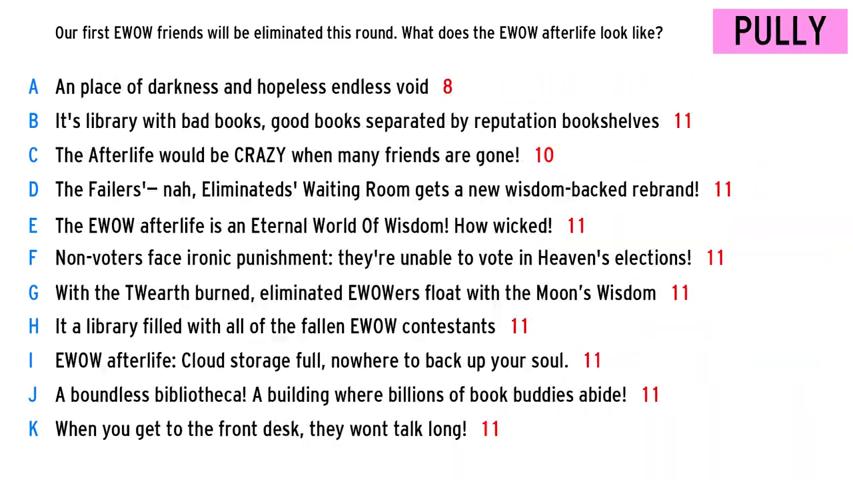 Our first EWOW friends will be eliminated this round. What does the EWOW afterlife look like?
PULLY
A An place of darkness and hopeless endless void 8
B It's library with bad books, good books separated by reputation bookshelves 11
C The Afterlife would be CRAZY when many friends are gone! 10
D The Failers'– nah, Eliminateds' Waiting Room gets a new wisdom-backed rebrand! 11
E The EWOW afterlife is an Eternal World Of Wisdom! How wicked! 11
F Non-voters face ironic punishment: they're unable to vote in Heaven's elections! 11
G With the TWearth burned, eliminated EWOWers float with the Moon’s Wisdom 11
H It a library filled with all of the fallen EWOW contestants 11
I EWOW afterlife: Cloud storage full, nowhere to back up your soul. 11
J A boundless bibliotheca! A building where billions of book buddies abide! 11
K When you get to the front desk, they wont talk long! 11